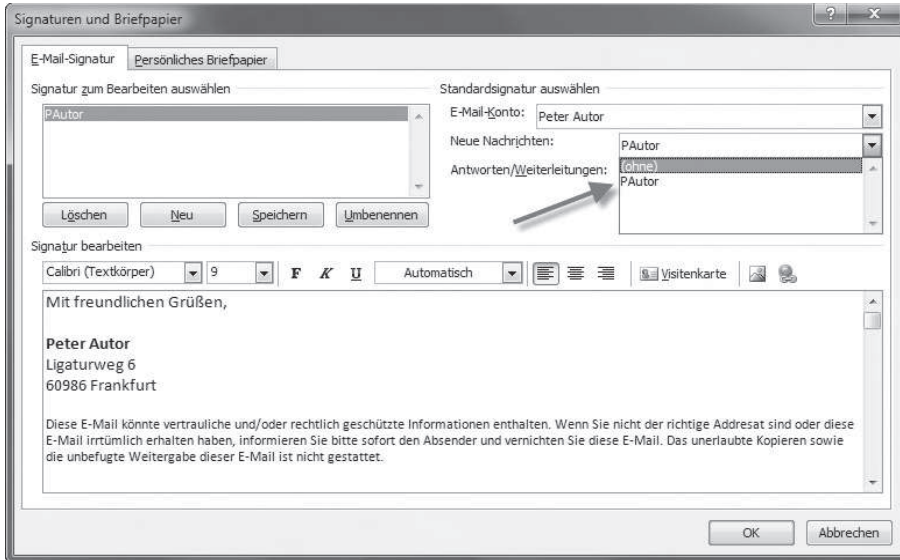 Signaturen und Briefpapier
E-Mail-Signatur
Persönliches Briefpapier
Signatur zum Bearbeiten auswählen
PAutor
Löschen
Neu
Speichern
Umbenennen
Standardsignatur auswählen
E-Mail-Konto:
Peter Autor
Neue Nachrichten:
PAutor
Antworten/Weiterleitungen:
(ohne)
PAutor
Signatur bearbeiten
Calibri (Textkörper)
9
F
K
U
Automatisch
Visitenkarte
Mit freundlichen Grüßen,
Peter Autor
Ligaturweg 6
60986 Frankfurt
Diese E-Mail könnte vertrauliche und/oder rechtlich geschützte Informationen enthalten. Wenn Sie nicht der richtige Addresat sind oder diese
E-Mail irrtümlich erhalten haben, informieren Sie bitte sofort den Absender und vernichten Sie diese E-Mail. Das unerlaubte Kopieren sowie
die unbefugte Weitergabe dieser E-Mail ist nicht gestattet.
OK
Abbrechen